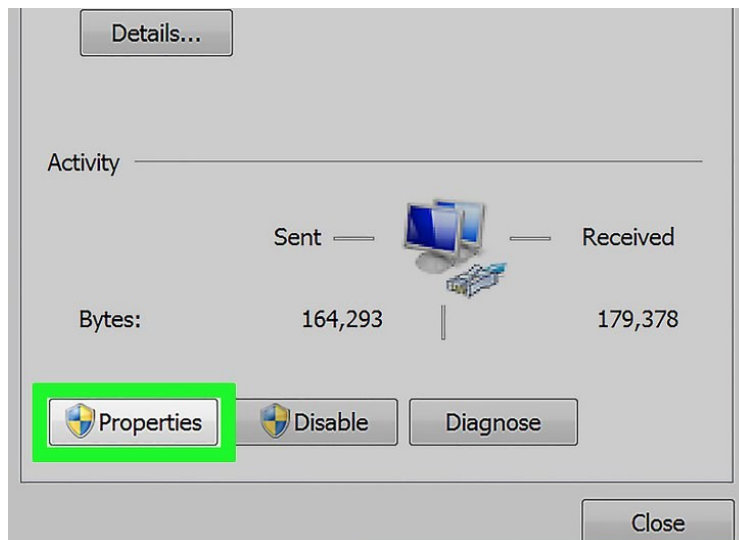 Details...
Activity
Sent Received
Bytes: 164,293 179,378
Properties Disable Diagnose
Close